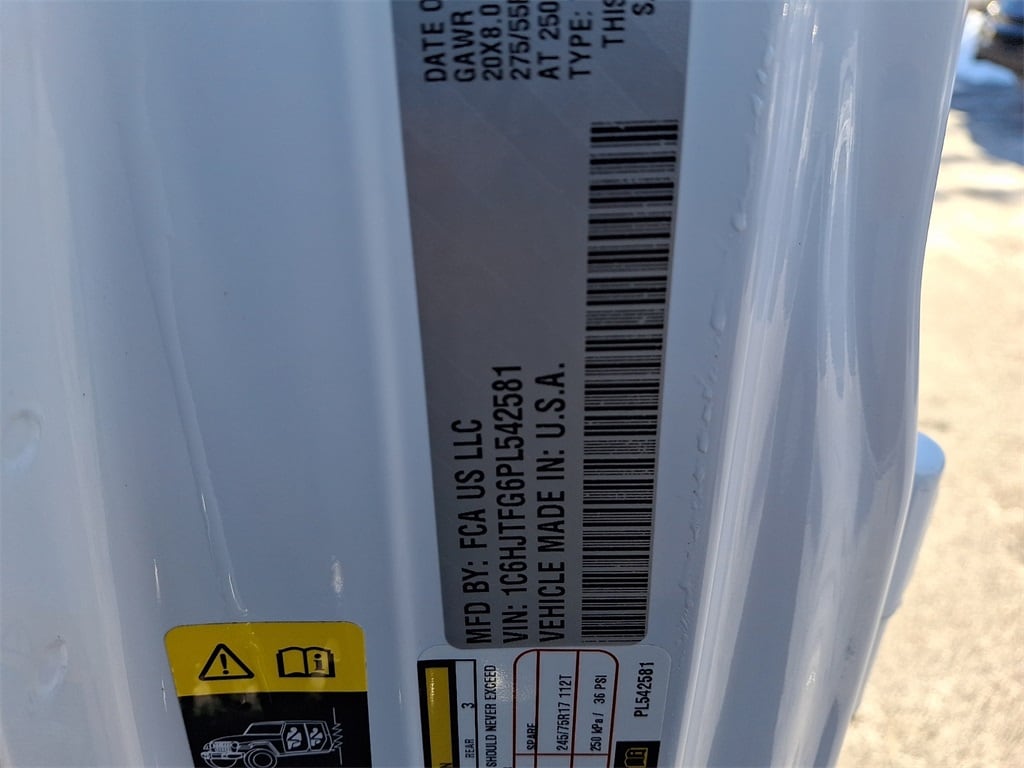 MFD BY: FCA US LLC
VIN: 1C6HJTFG6PL542581
VEHICLE MADE IN: U.S.A.
DATE O
GAWR
20X8.0
275/55
AT 250
TYPE:
THIS
REAR
3
SHOULD NEVER EXCEED
SPARE
245/75R17 112T
250 kPa / 36 PSI
PL542581